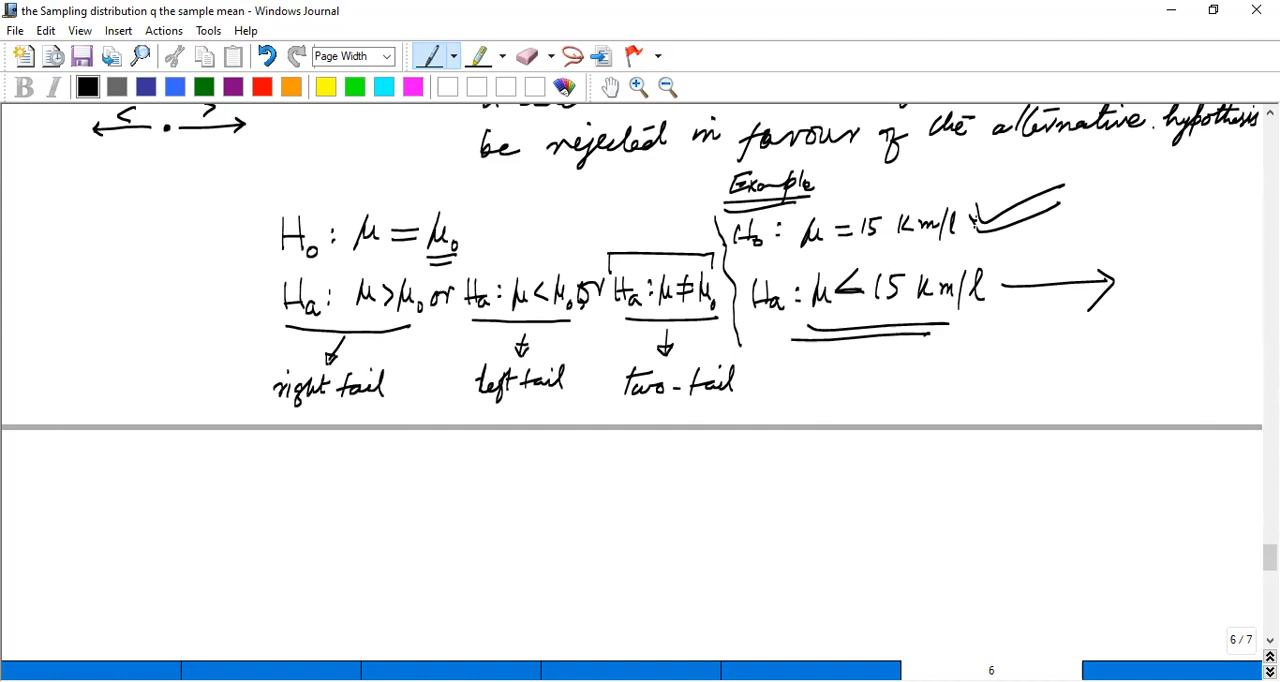 the Sampling distribution q the sample mean - Windows Journal
File Edit View Insert Actions Tools Help
Page Width
B I
< >
be rejected in favour of the alternative hypothesis
Example
H₀ : μ = μ₀
H₀ : μ = 15 Km/l
Hₐ : μ > μ₀ or Hₐ : μ < μ₀ or Hₐ : μ ≠ μ₀
Hₐ : μ < 15 Km/l
right tail left tail two-tail
6 / 7
6